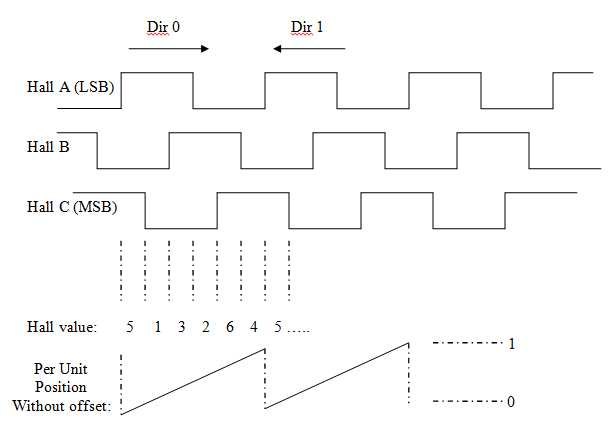 Dir 0 Dir 1
Hall A (LSB)
Hall B
Hall C (MSB)
Hall value: 5 1 3 2 6 4 5 .....
Per Unit
Position
Without offset:
1
0